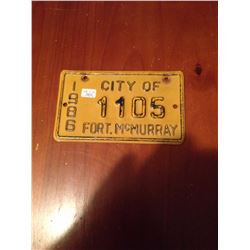 1986
CITY OF
1105
FORT. McMURRAY